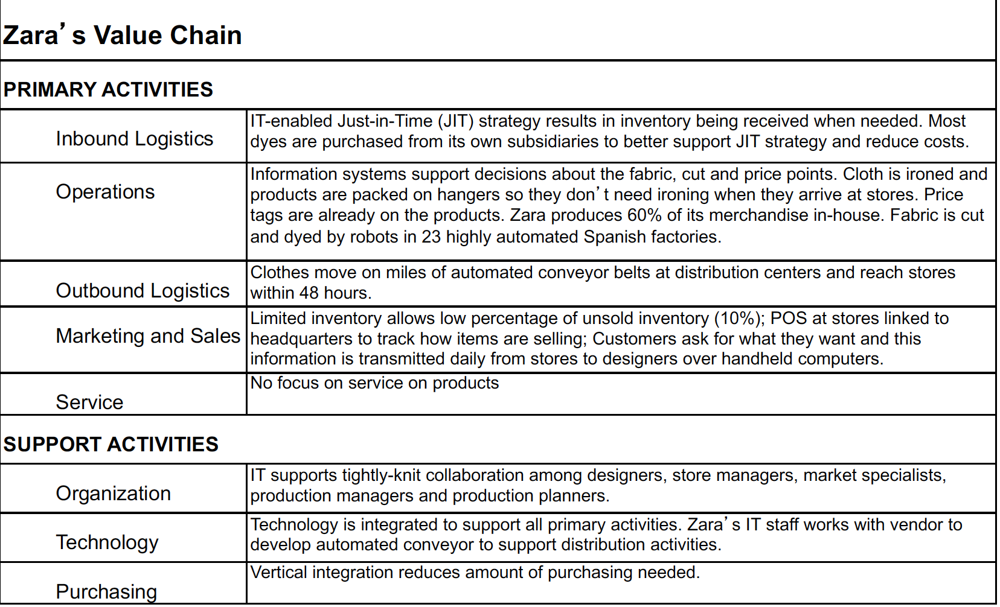 Zara’s Value Chain
PRIMARY ACTIVITIES
Inbound Logistics
IT-enabled Just-in-Time (JIT) strategy results in inventory being received when needed. Most
dyes are purchased from its own subsidiaries to better support JIT strategy and reduce costs.
Operations
Information systems support decisions about the fabric, cut and price points. Cloth is ironed and
products are packed on hangers so they don’t need ironing when they arrive at stores. Price
tags are already on the products. Zara produces 60% of its merchandise in-house. Fabric is cut
and dyed by robots in 23 highly automated Spanish factories.
Outbound Logistics
Clothes move on miles of automated conveyor belts at distribution centers and reach stores
within 48 hours.
Marketing and Sales
Limited inventory allows low percentage of unsold inventory (10%); POS at stores linked to
headquarters to track how items are selling; Customers ask for what they want and this
information is transmitted daily from stores to designers over handheld computers.
Service
No focus on service on products
SUPPORT ACTIVITIES
Organization
IT supports tightly-knit collaboration among designers, store managers, market specialists,
production managers and production planners.
Technology
Technology is integrated to support all primary activities. Zara’s IT staff works with vendor to
develop automated conveyor to support distribution activities.
Purchasing
Vertical integration reduces amount of purchasing needed.